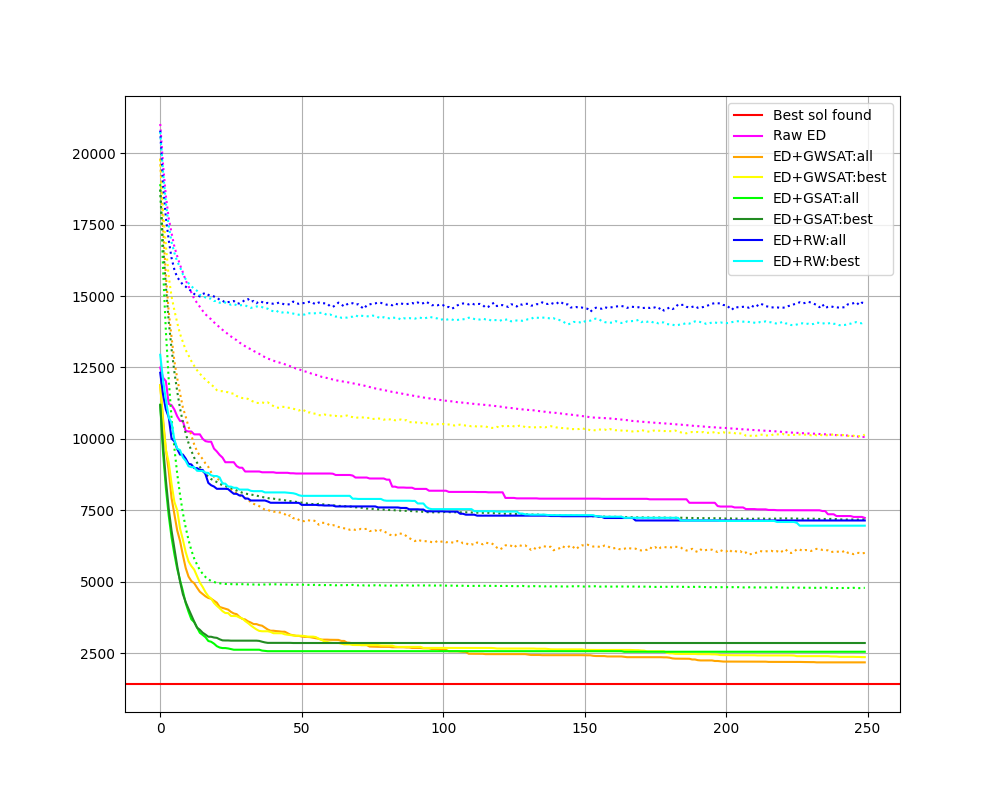 Best sol found
Raw ED
ED+GWSAT:all
ED+GWSAT:best
ED+GSAT:all
ED+GSAT:best
ED+RW:all
ED+RW:best
20000
17500
15000
12500
10000
7500
5000
2500
0 50 100 150 200 250